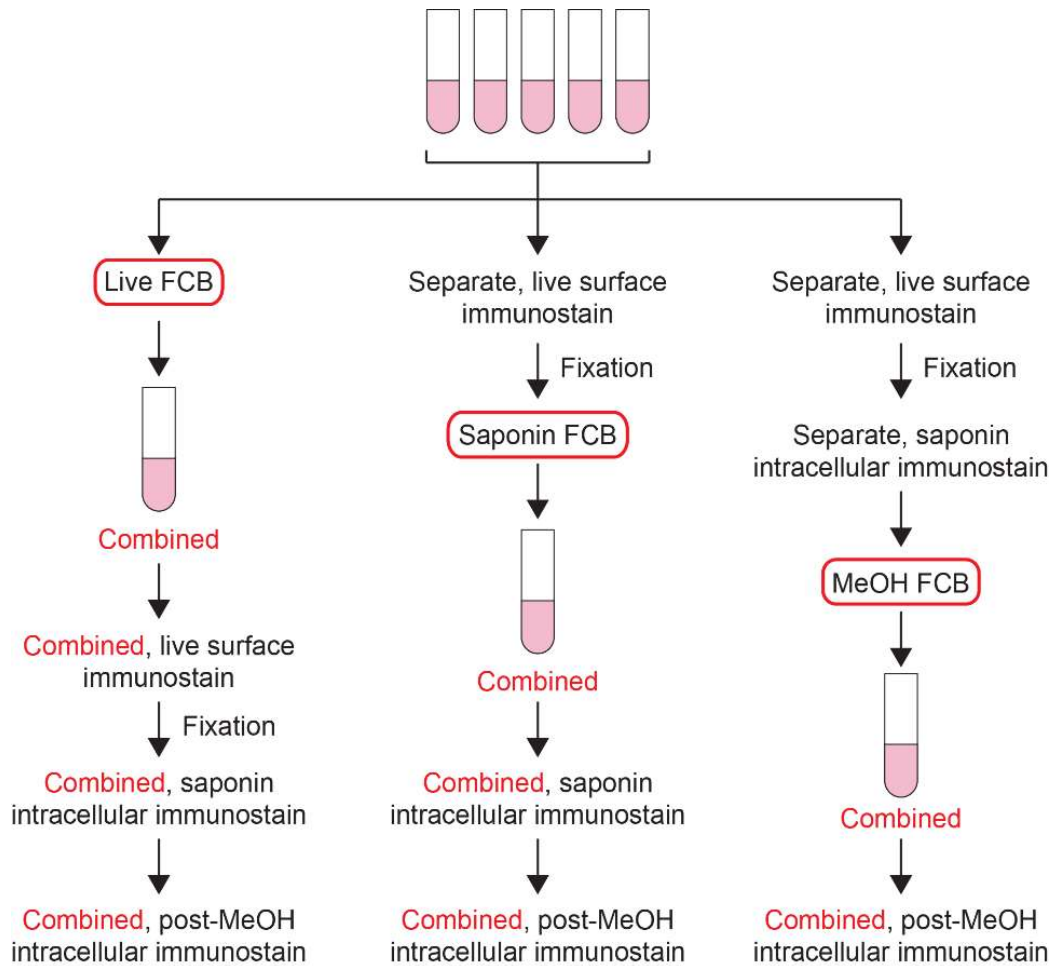 Live FCB
Combined
Combined, live surface
immunostain
Fixation
Combined, saponin
intracellular immunostain
Combined, post-MeOH
intracellular immunostain
Separate, live surface
immunostain
Fixation
Saponin FCB
Combined
Combined, saponin
intracellular immunostain
Combined, post-MeOH
intracellular immunostain
Separate, live surface
immunostain
Fixation
Separate, saponin
intracellular immunostain
MeOH FCB
Combined
Combined, post-MeOH
intracellular immunostain